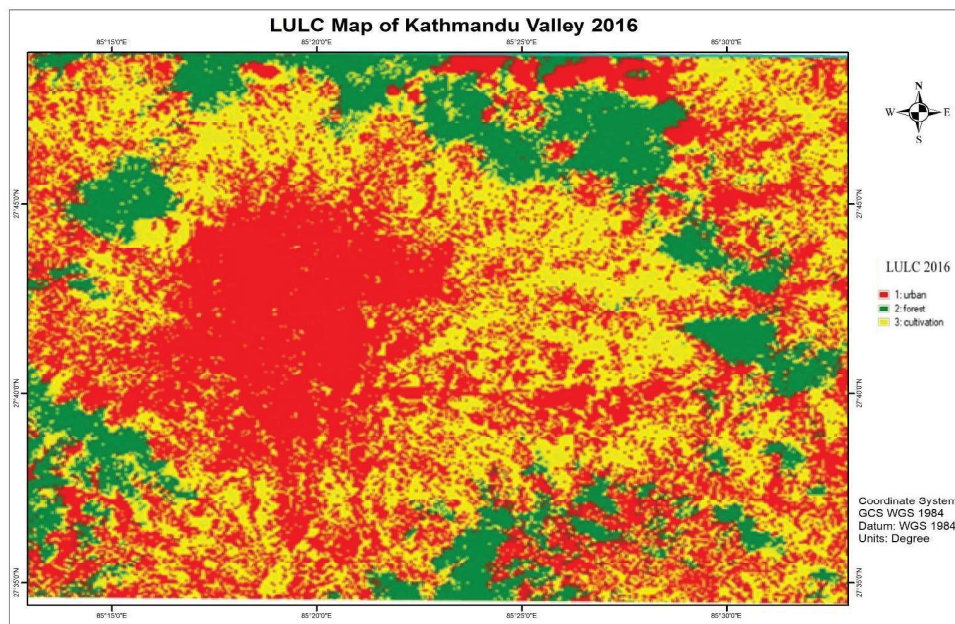 LULC Map of Kathmandu Valley 2016
85°15'0"E 85°20'0"E 85°25'0"E 85°30'0"E
N
W E
S
27°45'0"N 27°45'0"N
LULC 2016
1: urban
2: forest
3: cultivation
27°40'0"N 27°40'0"N
Coordinate System
GCS WGS 1984
Datum: WGS 1984
Units: Degree
27°35'0"N 27°35'0"N
85°15'0"E 85°20'0"E 85°25'0"E 85°30'0"E